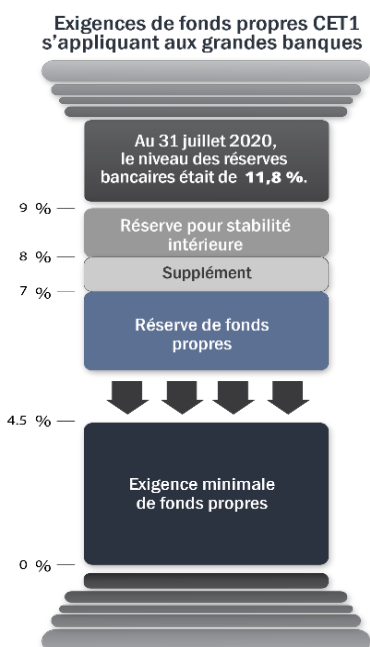 Exigences de fonds propres CET1
s'appliquant aux grandes banques
Au 31 juillet 2020,
le niveau des réserves
bancaires était de 11,8 %.
9 %
Réserve pour stabilité
intérieure
8 %
Supplément
7 %
Réserve de fonds
propres
4.5 %
Exigence minimale
de fonds propres
0 %